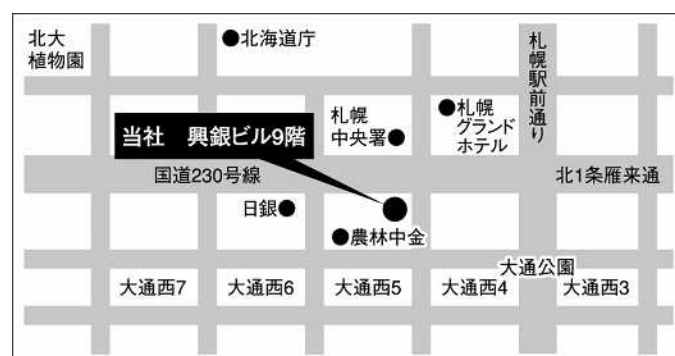 北大
植物園
●北海道庁
札幌駅前通り
札幌
中央署●
●札幌
グランド
ホテル
当社　興銀ビル9階
国道230号線
北1条雁来通
日銀●
●農林中金
大通公園
大通西7
大通西6
大通西5
大通西4
大通西3